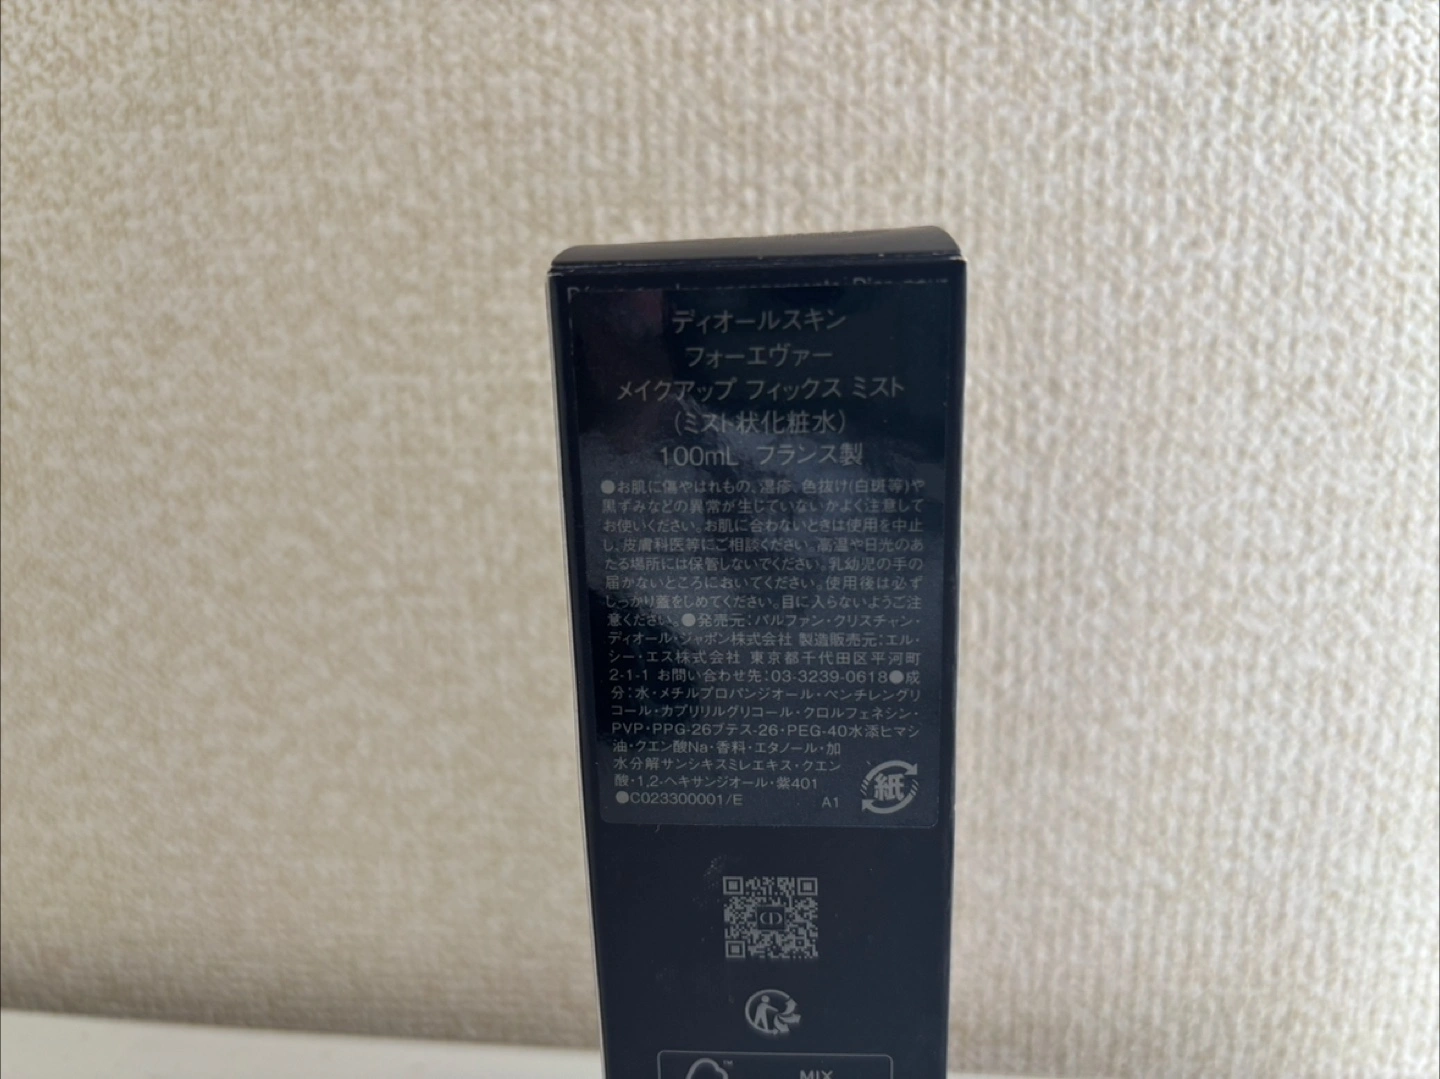 ディオールスキン
フォーエヴァー
メイクアップ フィックス ミスト
(ミスト状化粧水)
100mL フランス製
●お肌に傷やはれもの、湿疹、色抜け(白斑等)や
黒ずみなどの異常が生じていないかよく注意して
お使いください。お肌に合わないときは使用を中止
し、皮膚科医等にご相談ください。高温や日光のあ
たる場所には保管しないでください。乳幼児の手の
届かないところにおいてください。使用後は必ず
しっかり蓋をしめてください。目に入らないようご注
意ください。●発売元:パルファン・クリスチャン・
ディオール・ジャポン株式会社 製造販売元:エル・
シー・エス株式会社 東京都千代田区平河町
2-1-1 お問い合わせ先:03-3239-0618●成
分:水・メチルプロパンジオール・ペンチレングリ
コール・カプリリルグリコール・クロルフェネシン・
PVP・PPG-26ブテス-26・PEG-40水添ヒマシ
油・クエン酸Na・香料・エタノール・加
水分解サンシキスミレエキス・クエン
酸・1,2-ヘキサンジオール・紫401
●C023300001/E A1
紙
MIX